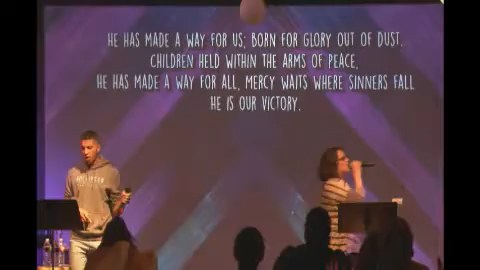 HE HAS MADE A WAY FOR US; BORN FOR GLORY OUT OF DUST.
CHILDREN HELD WITHIN THE ARMS OF PEACE,
HE HAS MADE A WAY FOR ALL, MERCY WAITS WHERE SINNERS FALL
HE IS OUR VICTORY.